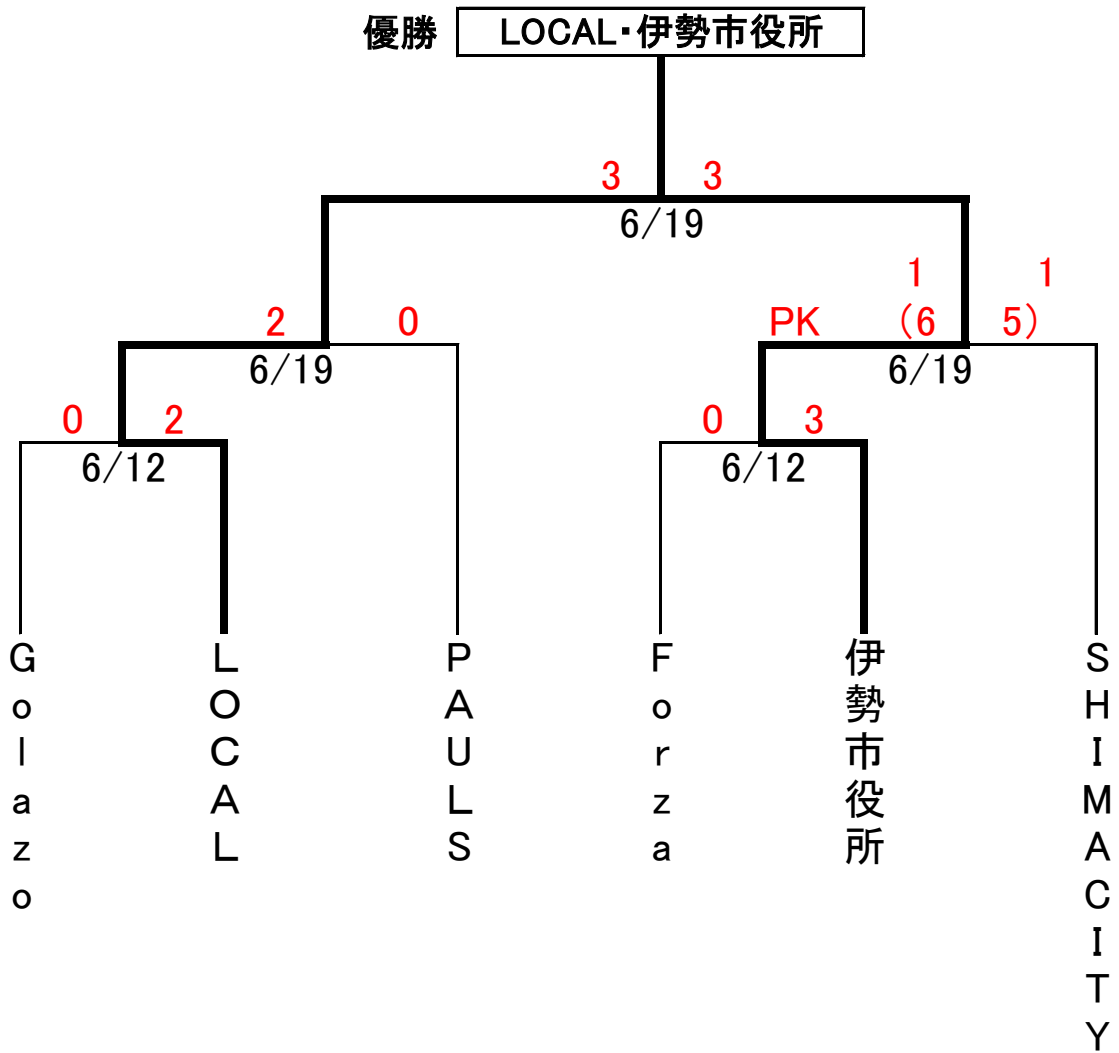 優勝 LOCAL・伊勢市役所
3 3
6/19
1 1
2 0 PK (6 5)
6/19 6/19
0 2 0 3
6/12 6/12
Golazo
LOCAL
PAULS
Forza
伊勢市役所
SHIMACITY